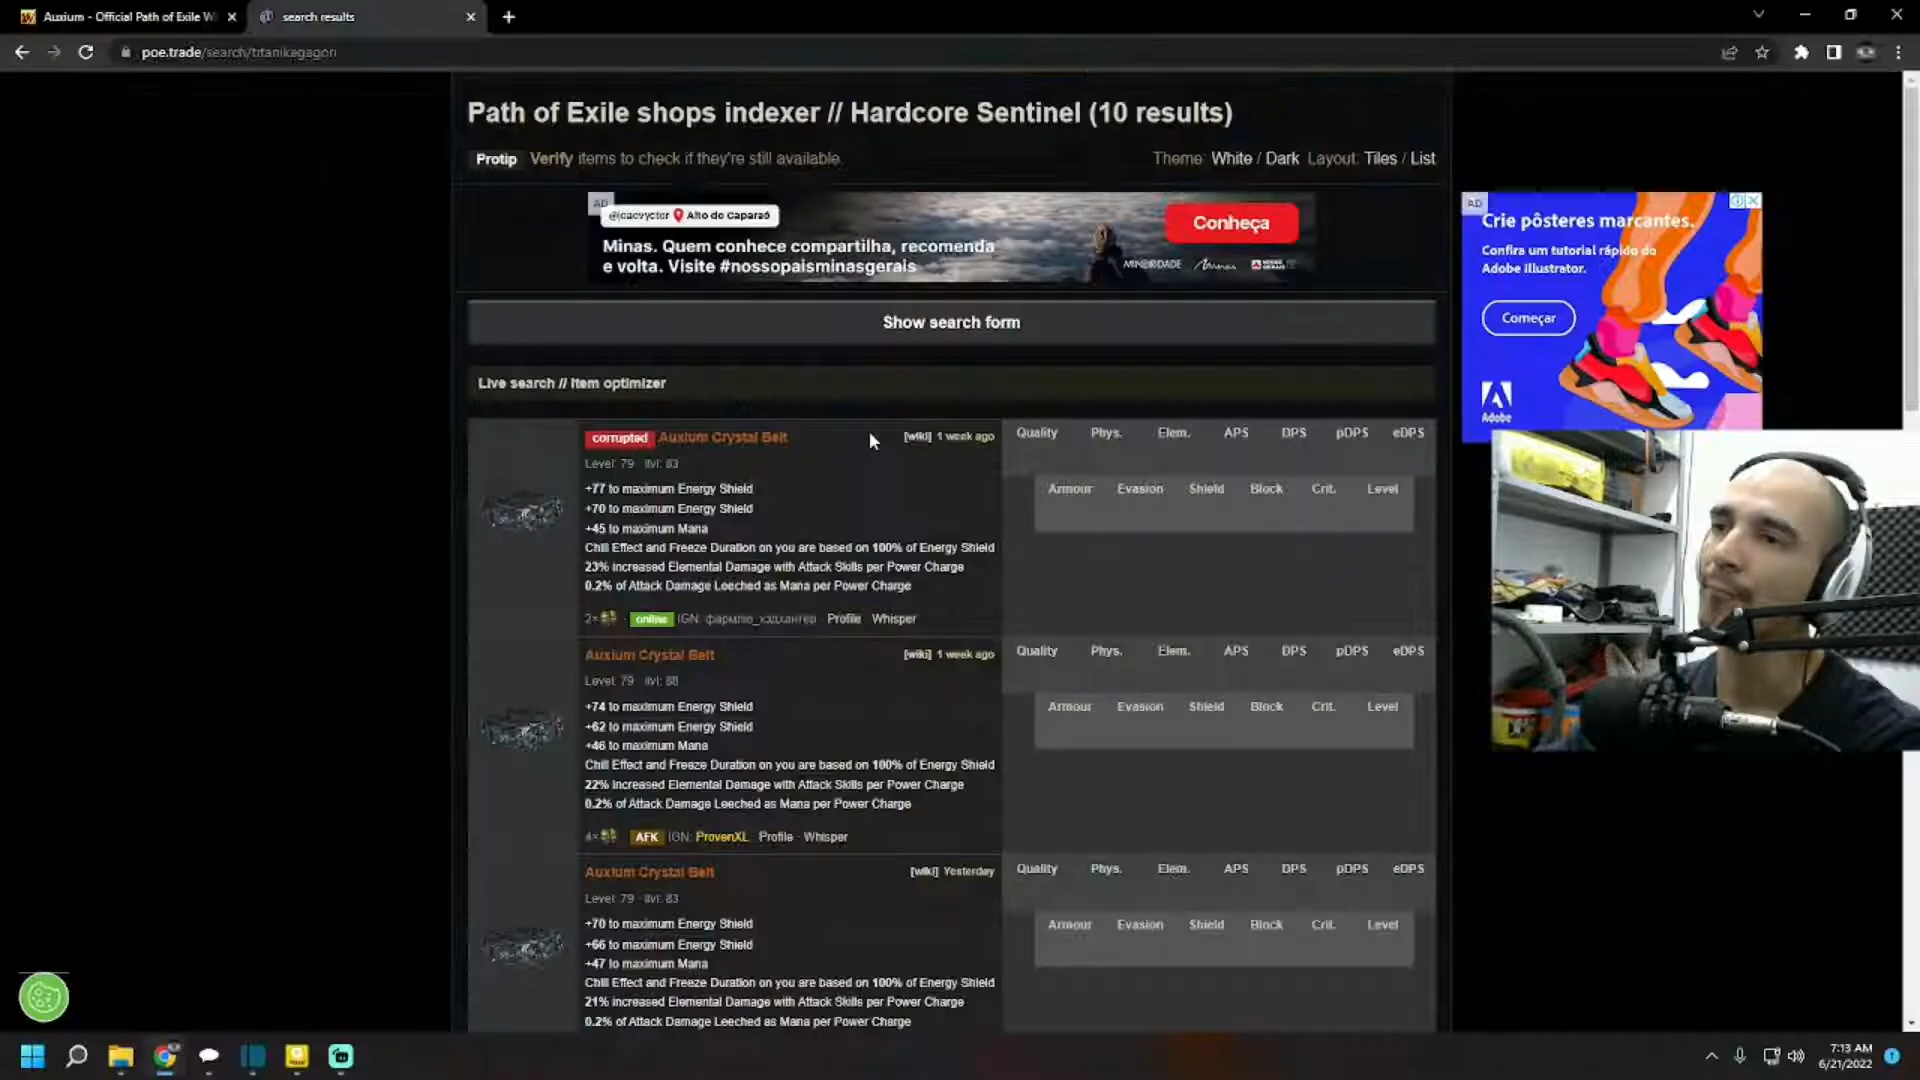 Auxium - Official Path of Exile W
search results
poe.trade/search/titanikagagon
Path of Exile shops indexer // Hardcore Sentinel (10 results)
Protip Verify items to check if they're still available.
Theme: White / Dark Layout: Tiles / List
AD
@joaovyctor Alto do Caparaó
Minas. Quem conhece compartilha, recomenda
e volta. Visite #nossopaisminasgerais
Conheça
AD
Crie pôsteres marcantes.
Confira um tutorial rápido do
Adobe Illustrator.
Começar
Adobe
Show search form
Live search // Item optimizer
corrupted Auxium Crystal Belt
[wiki] 1 week ago
Quality Phys. Elem. APS DPS pDPS eDPS
Level: 79 ilvl: 83
+77 to maximum Energy Shield
Armour Evasion Shield Block Crit. Level
+70 to maximum Energy Shield
+45 to maximum Mana
Chill Effect and Freeze Duration on you are based on 100% of Energy Shield
23% increased Elemental Damage with Attack Skills per Power Charge
0.2% of Attack Damage Leeched as Mana per Power Charge
2× · online IGN: Profile · Whisper
Auxium Crystal Belt
[wiki] 1 week ago
Quality Phys. Elem. APS DPS pDPS eDPS
Level: 79 ilvl: 88
+74 to maximum Energy Shield
Armour Evasion Shield Block Crit. Level
+62 to maximum Energy Shield
+46 to maximum Mana
Chill Effect and Freeze Duration on you are based on 100% of Energy Shield
22% increased Elemental Damage with Attack Skills per Power Charge
0.2% of Attack Damage Leeched as Mana per Power Charge
4× · AFK IGN: ProvenXL Profile · Whisper
Auxium Crystal Belt
[wiki] Yesterday
Quality Phys. Elem. APS DPS pDPS eDPS
Level: 79 · ilvl: 83
+70 to maximum Energy Shield
Armour Evasion Shield Block Crit. Level
+66 to maximum Energy Shield
+47 to maximum Mana
Chill Effect and Freeze Duration on you are based on 100% of Energy Shield
21% increased Elemental Damage with Attack Skills per Power Charge
0.2% of Attack Damage Leeched as Mana per Power Charge
7:13 AM
6/21/2022